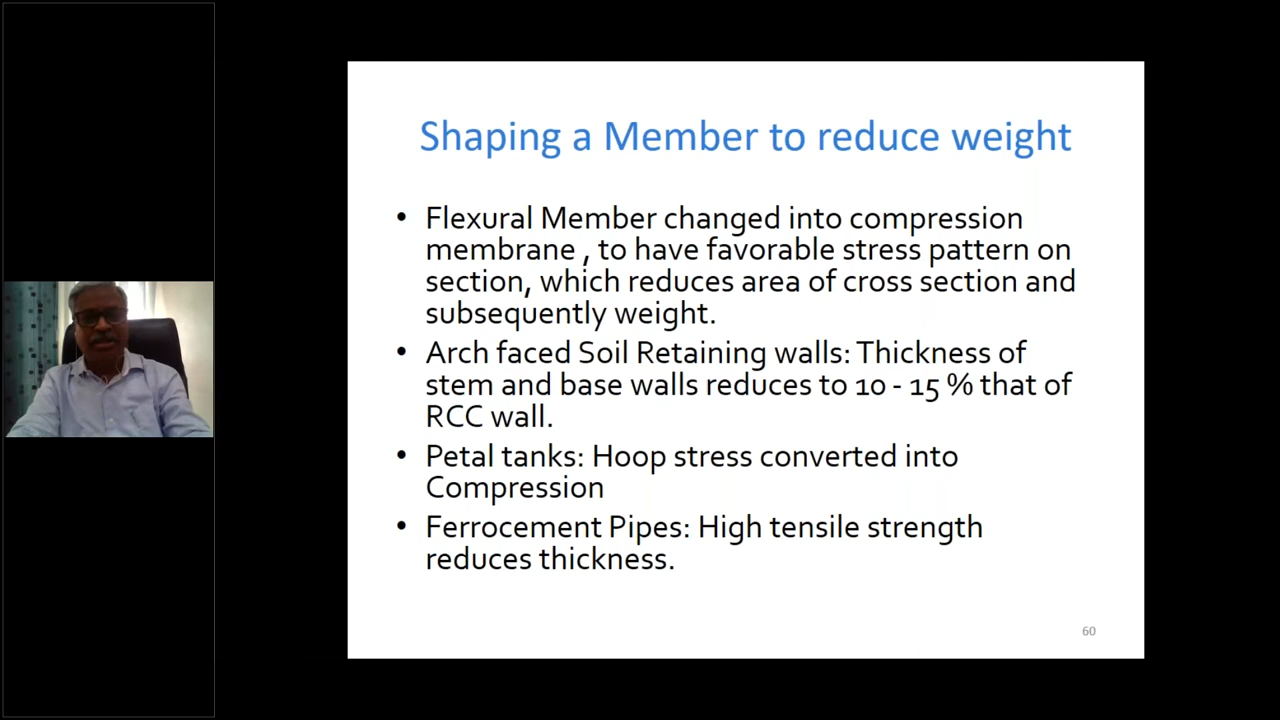 Shaping a Member to reduce weight
• Flexural Member changed into compression
membrane , to have favorable stress pattern on
section, which reduces area of cross section and
subsequently weight.
• Arch faced Soil Retaining walls: Thickness of
stem and base walls reduces to 10 - 15 % that of
RCC wall.
• Petal tanks: Hoop stress converted into
Compression
• Ferrocement Pipes: High tensile strength
reduces thickness.
60